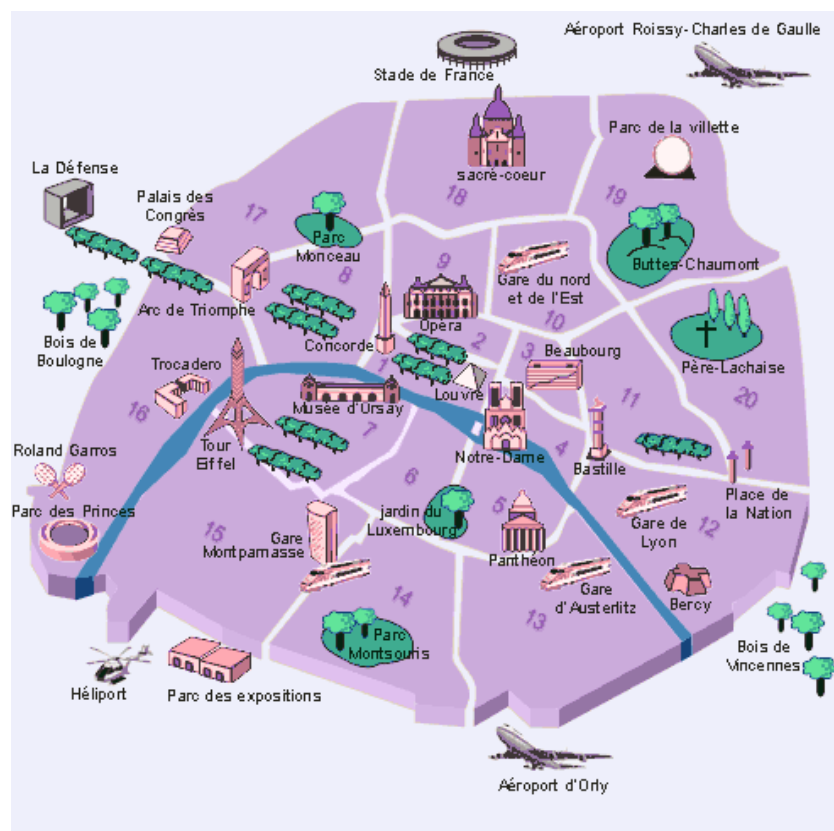 Aéroport Roissy-Charles de Gaulle
Stade de France
Parc de la villette
La Défense
sacré-coeur
Palais des
Congrès
17
18
19
Parc
Monceau
8
9
Gare du nord
et de l'Est
Buttes-Chaumont
Arc de Triomphe
Opéra
10
Bois de
Boulogne
Concorde
2
3
Beaubourg
Trocadero
1
Louvre
Père-Lachaise
16
Musée d'Orsay
11
20
7
Tour
Eiffel
Notre-Dame
4
Bastille
Roland Garros
6
Place de
la Nation
Parc des Princes
15
jardin du
Luxembourg
5
Gare de
Lyon
12
Gare
Montparnasse
Panthéon
14
Gare
d'Austerlitz
13
Bercy
Parc
Montsouris
Bois de
Vincennes
Héliport
Parc des expositions
Aéroport d'Orly